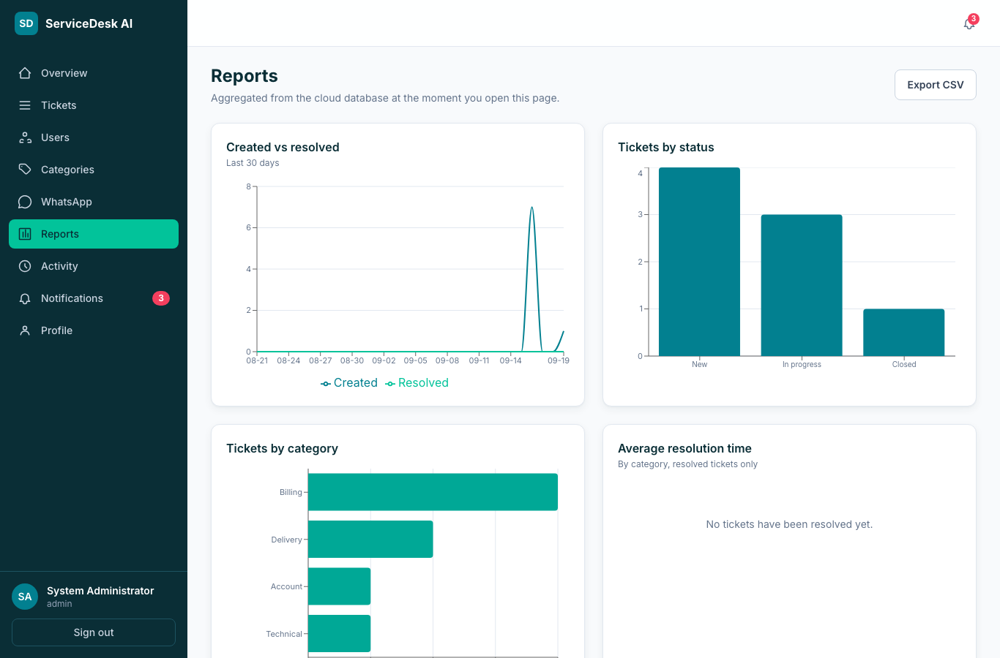 SD ServiceDesk AI
3
Overview
Tickets
Users
Categories
WhatsApp
Reports
Activity
Notifications 3
Profile
SA System Administrator
admin
Sign out
Reports
Aggregated from the cloud database at the moment you open this page.
Export CSV
Created vs resolved
Last 30 days
8
6
4
2
0
08-21 08-24 08-27 08-30 09-02 09-05 09-08 09-11 09-14 09-19
Created Resolved
Tickets by status
4
3
2
1
0
New In progress Closed
Tickets by category
Billing
Delivery
Account
Technical
Average resolution time
By category, resolved tickets only
No tickets have been resolved yet.